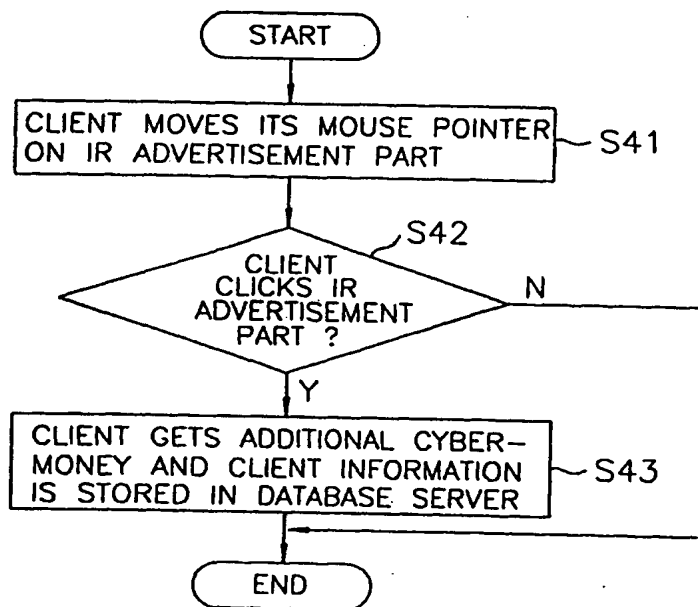 START
CLIENT MOVES ITS MOUSE POINTER
ON IR ADVERTISEMENT PART
S41
S42
CLIENT
CLICKS IR
ADVERTISEMENT
PART ?
N
Y
CLIENT GETS ADDITIONAL CYBER-
MONEY AND CLIENT INFORMATION
IS STORED IN DATABASE SERVER
S43
END